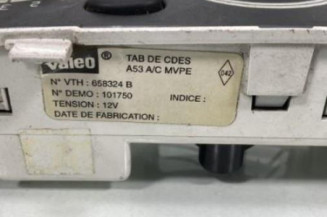 Valeo ®
TAB DE CDES
A53 A/C MVPE
N° VTH : 658324 B
N° DEMO : 101750
INDICE :
TENSION : 12V
DATE DE FABRICATION :